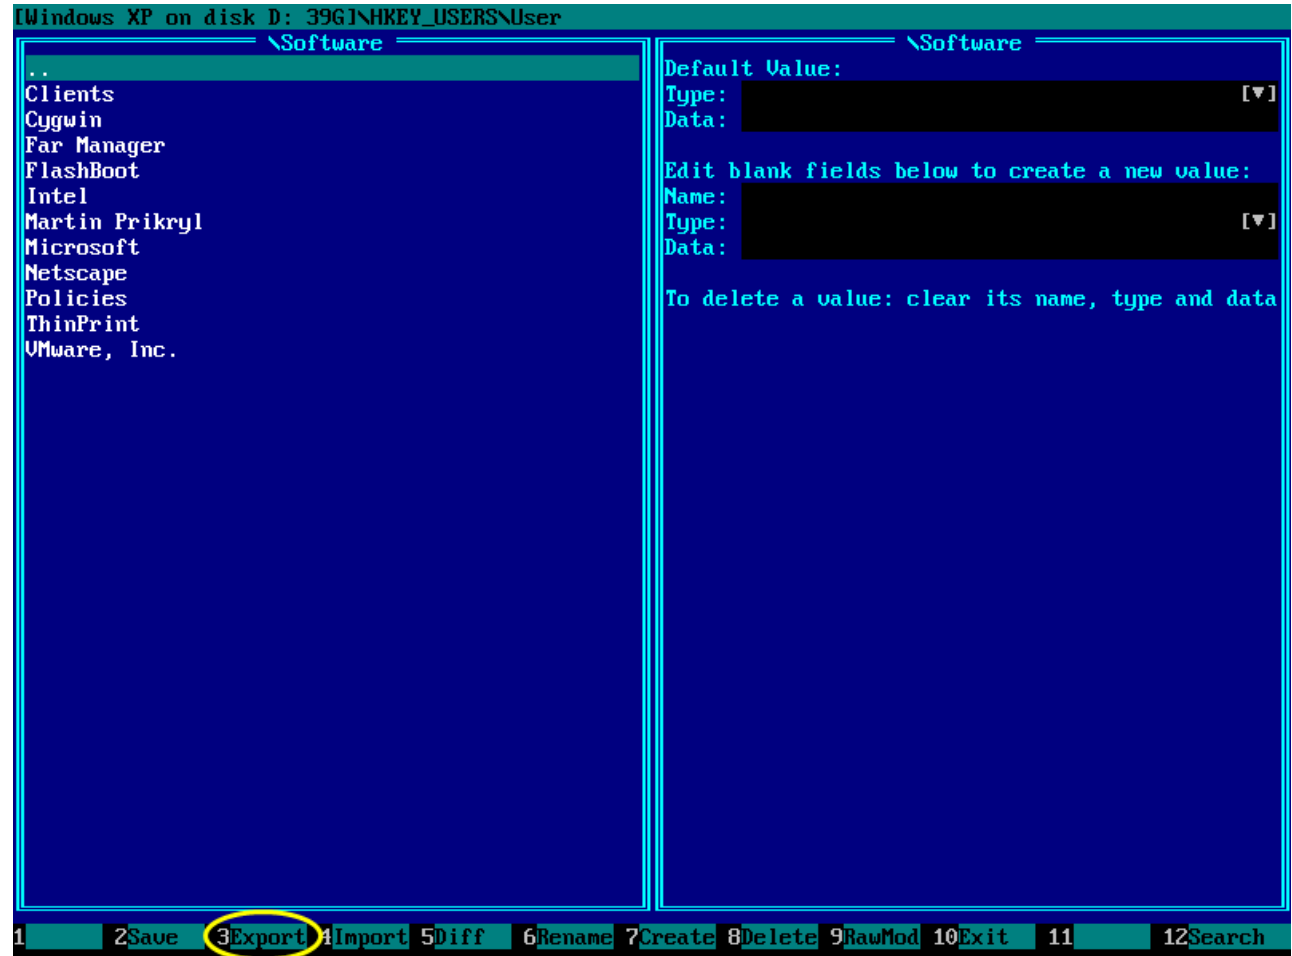 [Windows XP on disk D: 39G]\HKEY_USERS\User
\Software
..
Clients
Cygwin
Far Manager
FlashBoot
Intel
Martin Prikryl
Microsoft
Netscape
Policies
ThinPrint
VMware, Inc.
\Software
Default Value:
Type: [▼]
Data:
Edit blank fields below to create a new value:
Name:
Type: [▼]
Data:
To delete a value: clear its name, type and data
1 2Save 3Export 4Import 5Diff 6Rename 7Create 8Delete 9RawMod 10Exit 11 12Search